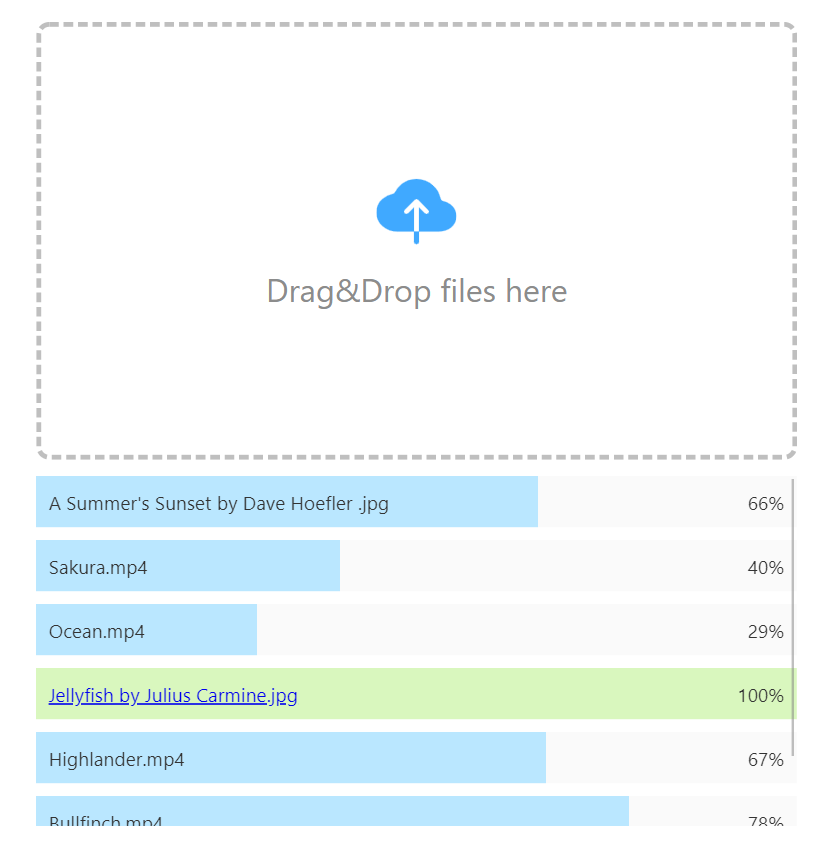 Drag&Drop files here
A Summer's Sunset by Dave Hoefler .jpg 66%
Sakura.mp4 40%
Ocean.mp4 29%
Jellyfish by Julius Carmine.jpg 100%
Highlander.mp4 67%
Bullfinch.mp4 78%